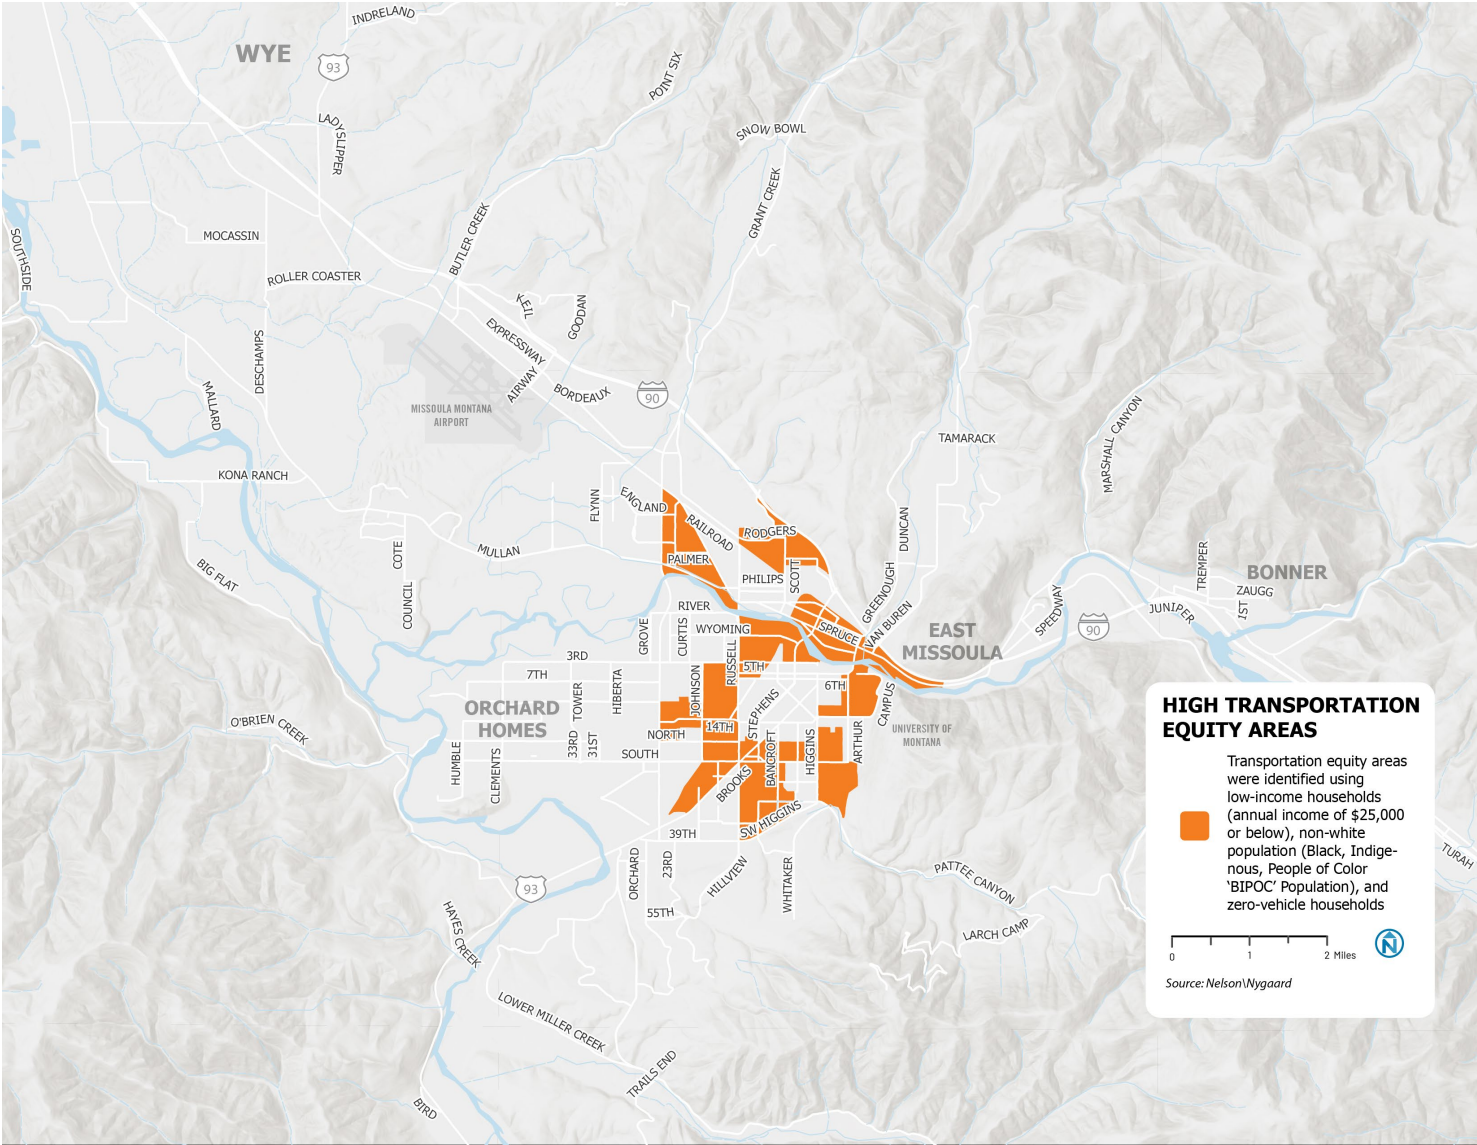 INDRELAND
WYE
93
POINT SIX
LADYSLIPPER
SNOW BOWL
GRANT CREEK
BUTLER CREEK
SOUTHSIDE
MOCASSIN
ROLLER COASTER
KEIL
GOODAN
EXPRESSWAY
DESCHAMPS
AIRWAY
BORDEAUX
90
MALLARD
MISSOULA MONTANA
AIRPORT
MARSHALL CANYON
TAMARACK
KONA RANCH
FLYNN
ENGLAND
RAILROAD
RODGERS
DUNCAN
MULLAN
COTE
PALMER
PHILIPS
SCOTT
GREENOUGH
TREMPER
BONNER
ZAUGG
BIG FLAT
COUNCIL
RIVER
1ST
JUNIPER
SPEEDWAY
90
VAN BUREN
GROVE
CURTIS
WYOMING
SPRUCE
EAST
MISSOULA
3RD
RUSSELL
5TH
7TH
6TH
HIBERTA
JOHNSON
TOWER
ORCHARD
HOMES
STEPHENS
CAMPUS
O'BRIEN CREEK
14TH
NORTH
UNIVERSITY OF
MONTANA
33RD
31ST
SOUTH
HIGGINS
ARTHUR
BANCROFT
HUMBLE
CLEMENTS
BROOKS
SW HIGGINS
39TH
ORCHARD
23RD
HILLVIEW
WHITAKER
PATTEE CANYON
93
55TH
HAYES CREEK
LARCH CAMP
TURAH
LOWER MILLER CREEK
TRAILS END
BIRD
HIGH TRANSPORTATION
EQUITY AREAS
Transportation equity areas
were identified using
low-income households
(annual income of $25,000
or below), non-white
population (Black, Indige-
nous, People of Color
‘BIPOC’ Population), and
zero-vehicle households
0 1 2 Miles
N
Source: Nelson\Nygaard